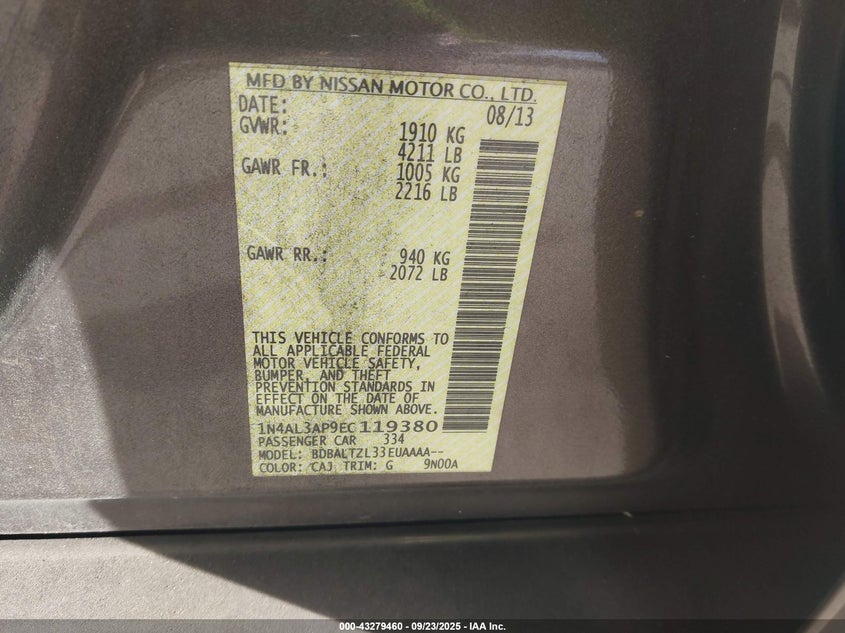 MFD BY NISSAN MOTOR CO., LTD.
DATE: 08/13
GVWR: 1910 KG
4211 LB
GAWR FR.: 1005 KG
2216 LB
GAWR RR.: 940 KG
2072 LB
THIS VEHICLE CONFORMS TO
ALL APPLICABLE FEDERAL
MOTOR VEHICLE SAFETY,
BUMPER, AND THEFT
PREVENTION STANDARDS IN
EFFECT ON THE DATE OF
MANUFACTURE SHOWN ABOVE.
1N4AL3AP9EC119380
PASSENGER CAR 334
MODEL: BDBALTZL33EUAAAA--
COLOR: CAJ TRIM: G 9N00A
000-43279460 - 09/23/2025 - IAA Inc.